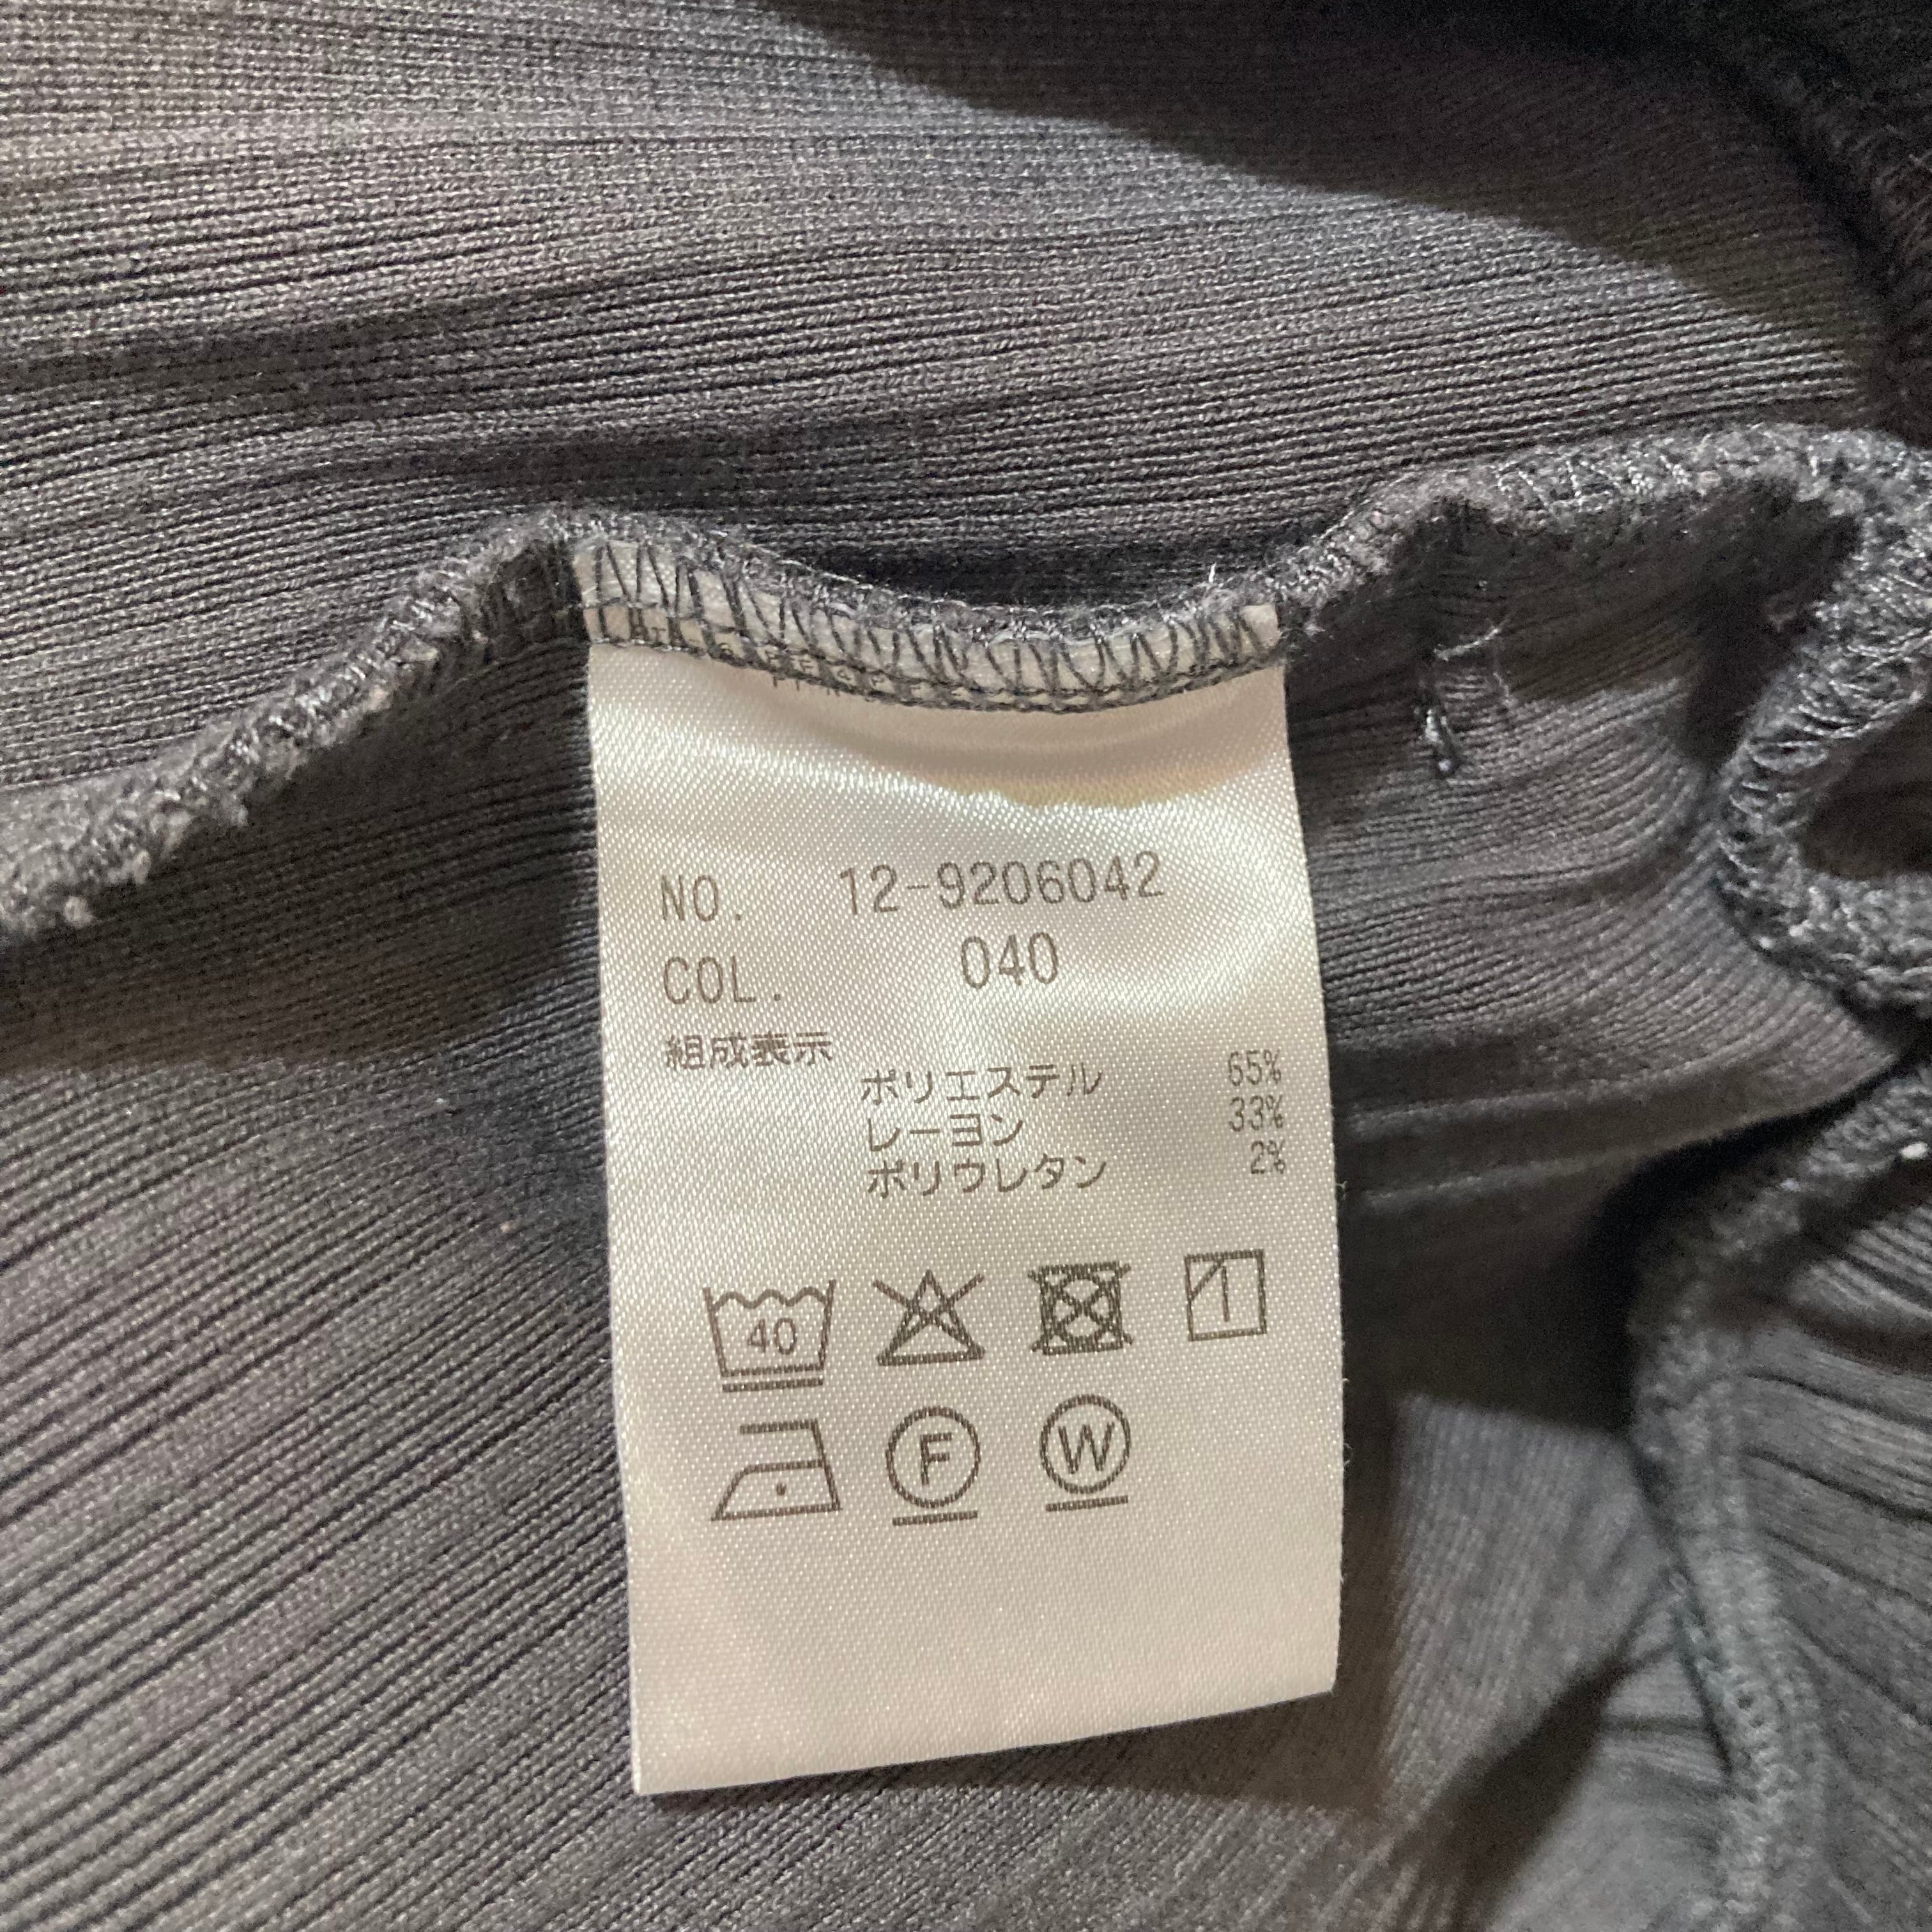 NO. 12-9206042
COL. 040
組成表示
ポリエステル 65%
レーヨン 33%
ポリウレタン 2%
40
F W